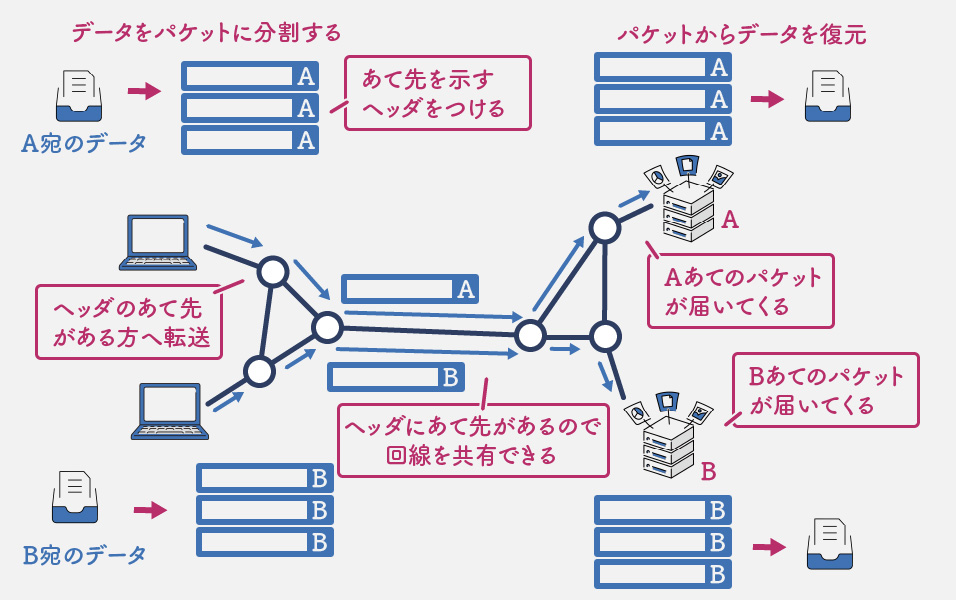 データをパケットに分割する
パケットからデータを復元
A
A
A
あて先を示す
ヘッダをつける
A宛のデータ
A
A
A
A
ヘッダのあて先
がある方へ転送
A
Aあてのパケット
が届いてくる
B
Bあてのパケット
が届いてくる
ヘッダにあて先があるので
回線を共有できる
B
B
B
B
B宛のデータ
B
B
B